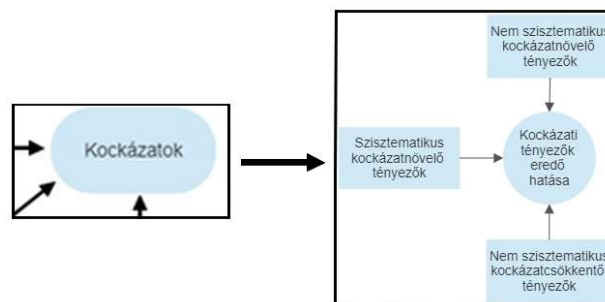 Kockázatok
Nem szisztematikus
kockázatnövelő
tényezők
Szisztematikus
kockázatnövelő
tényezők
Kockázati
tényezők
eredő
hatása
Nem szisztematikus
kockázatcsökkentő
tényezők